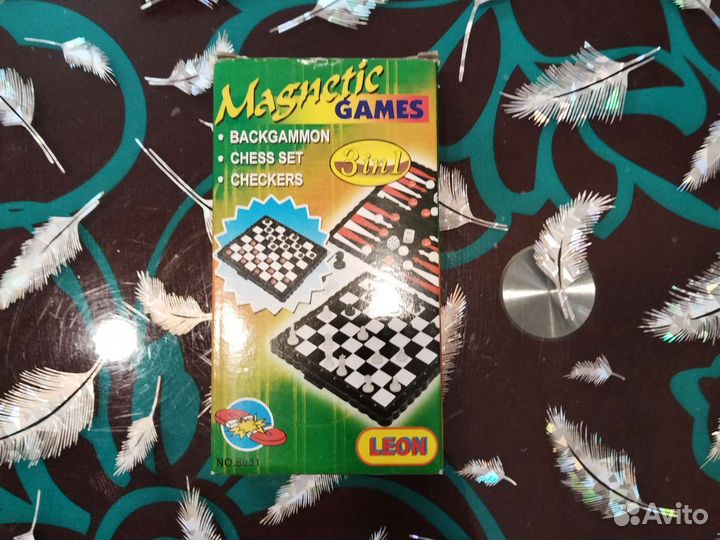 Magnetic
GAMES
• BACKGAMMON
• CHESS SET
• CHECKERS
3 in 1
LEON
NO.8831
Avito